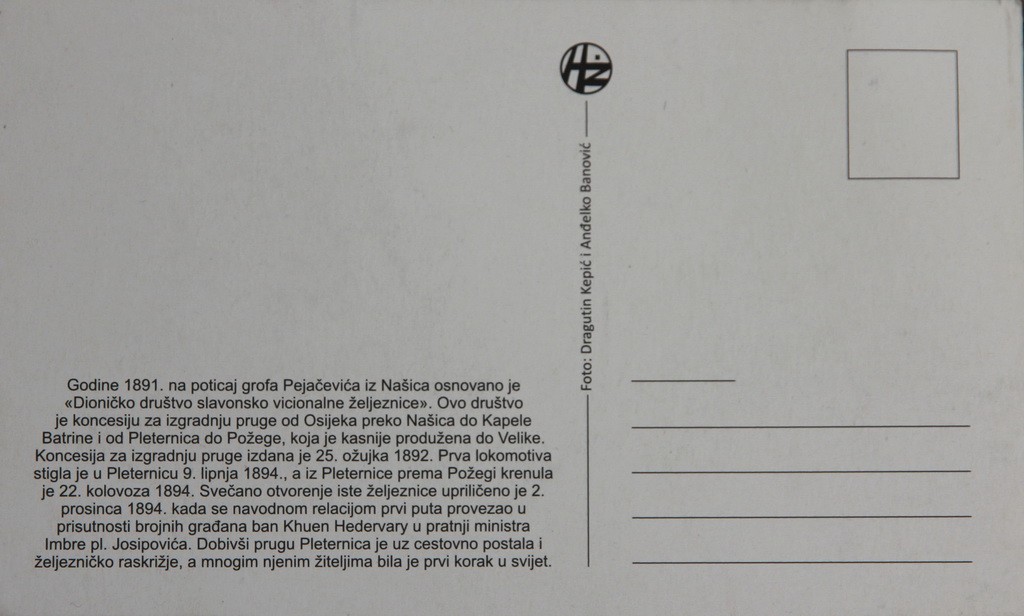 Godine 1891. na poticaj grofa Pejačevića iz Našica osnovano je
«Dioničko društvo slavonsko vicionalne željeznice». Ovo društvo
je koncesiju za izgradnju pruge od Osijeka preko Našica do Kapele
Batrine i od Pleternica do Požege, koja je kasnije produžena do Velike.
Koncesija za izgradnju pruge izdana je 25. ožujka 1892. Prva lokomotiva
stigla je u Pleternicu 9. lipnja 1894., a iz Pleternice prema Požegi krenula
je 22. kolovoza 1894. Svečano otvorenje iste željeznice upriličeno je 2.
prosinca 1894. kada se navodnom relacijom prvi puta provezao u
prisutnosti brojnih građana ban Khuen Hedervary u pratnji ministra
Imbre pl. Josipovića. Dobivši prugu Pleternica je uz cestovno postala i
željezničko raskrižje, a mnogim njenim žiteljima bila je prvi korak u svijet.
HŽ
Foto: Dragutin Kepić i Anđelko Banović